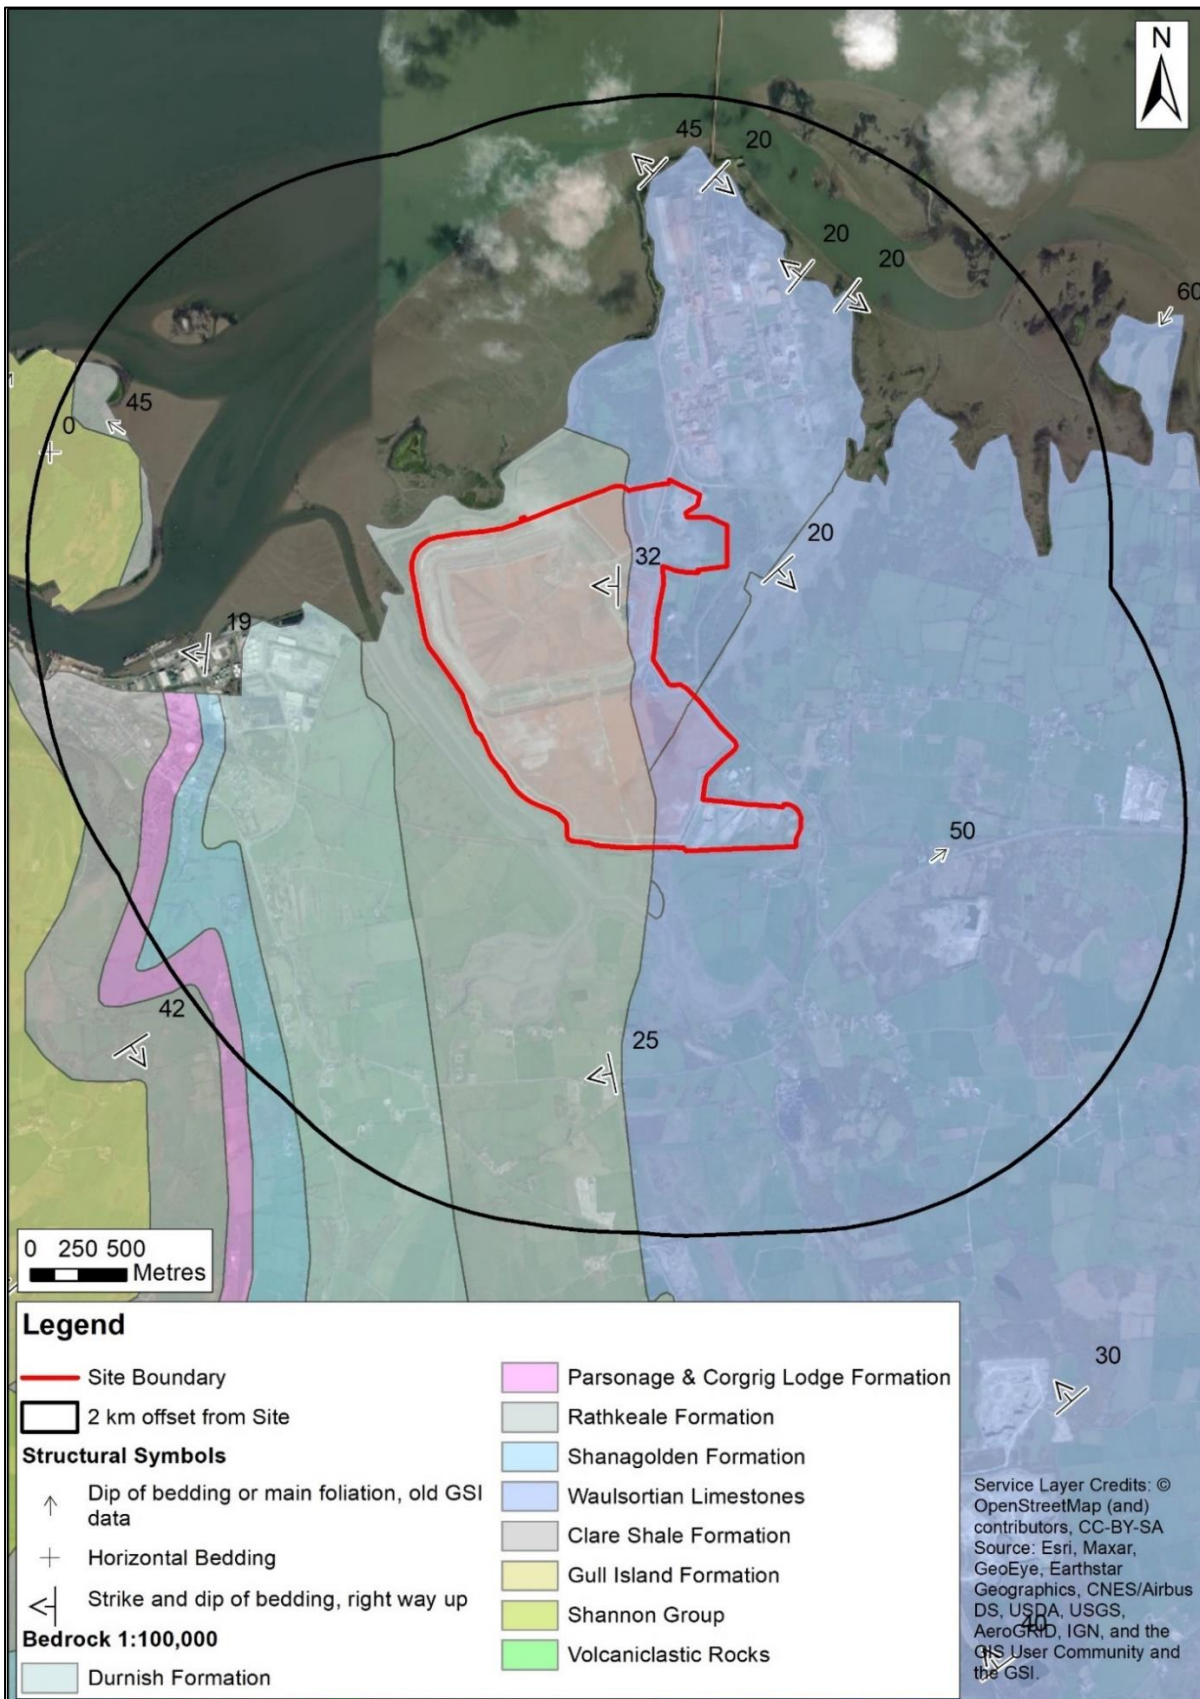 N
45
20
20
20
60
45
0
20
32
19
50
42
25
0 250 500
Metres
30
Legend
Site Boundary
2 km offset from Site
Structural Symbols
Dip of bedding or main foliation, old GSI
data
Horizontal Bedding
Strike and dip of bedding, right way up
Bedrock 1:100,000
Durnish Formation
Parsonage & Corgrig Lodge Formation
Rathkeale Formation
Shanagolden Formation
Waulsortian Limestones
Clare Shale Formation
Gull Island Formation
Shannon Group
Volcaniclastic Rocks
Service Layer Credits: ©
OpenStreetMap (and)
contributors, CC-BY-SA
Source: Esri, Maxar,
GeoEye, Earthstar
Geographics, CNES/Airbus
DS, USDA, USGS,
AeroGRID, IGN, and the
GIS User Community and
the GSI.
40